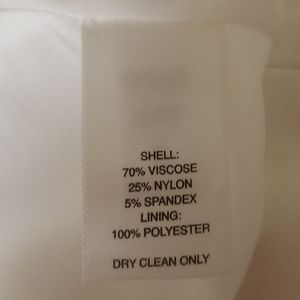 SHELL:
70% VISCOSE
25% NYLON
5% SPANDEX
LINING:
100% POLYESTER
DRY CLEAN ONLY